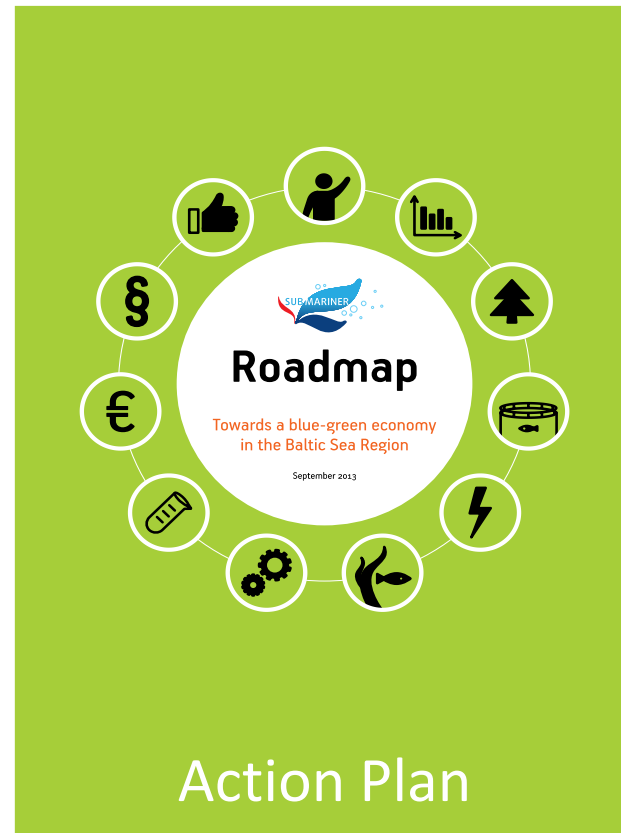 SUBMARINER
Roadmap
Towards a blue-green economy
in the Baltic Sea Region
September 2013
§
€
Action Plan